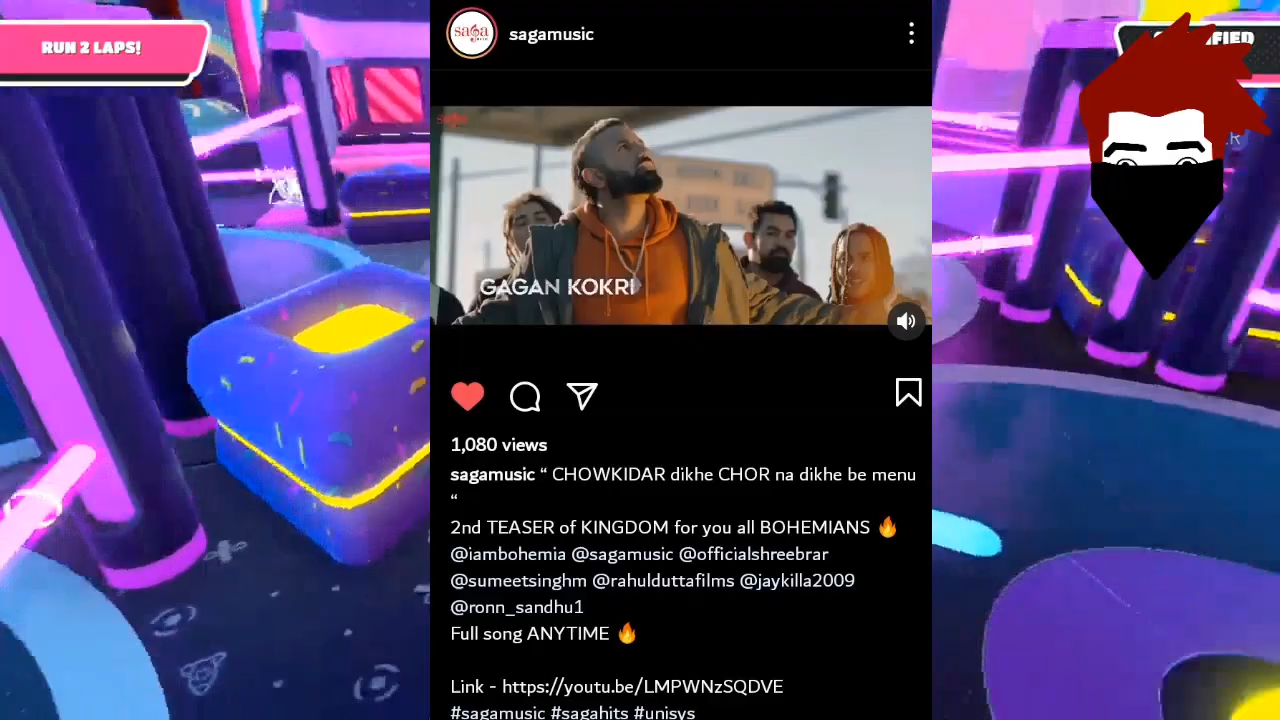 RUN 2 LAPS!
saga
sagamusic
GAGAN KOKRI
1,080 views
sagamusic “ CHOWKIDAR dikhe CHOR na dikhe be menu
“
2nd TEASER of KINGDOM for you all BOHEMIANS 🔥
@iambohemia @sagamusic @officialshreebrar
@sumeetsinghm @rahulduttafilms @jaykilla2009
@ronn_sandhu1
Full song ANYTIME 🔥
Link - https://youtu.be/LMPWNzSQDVE
#sagamusic #sagahits #unisys